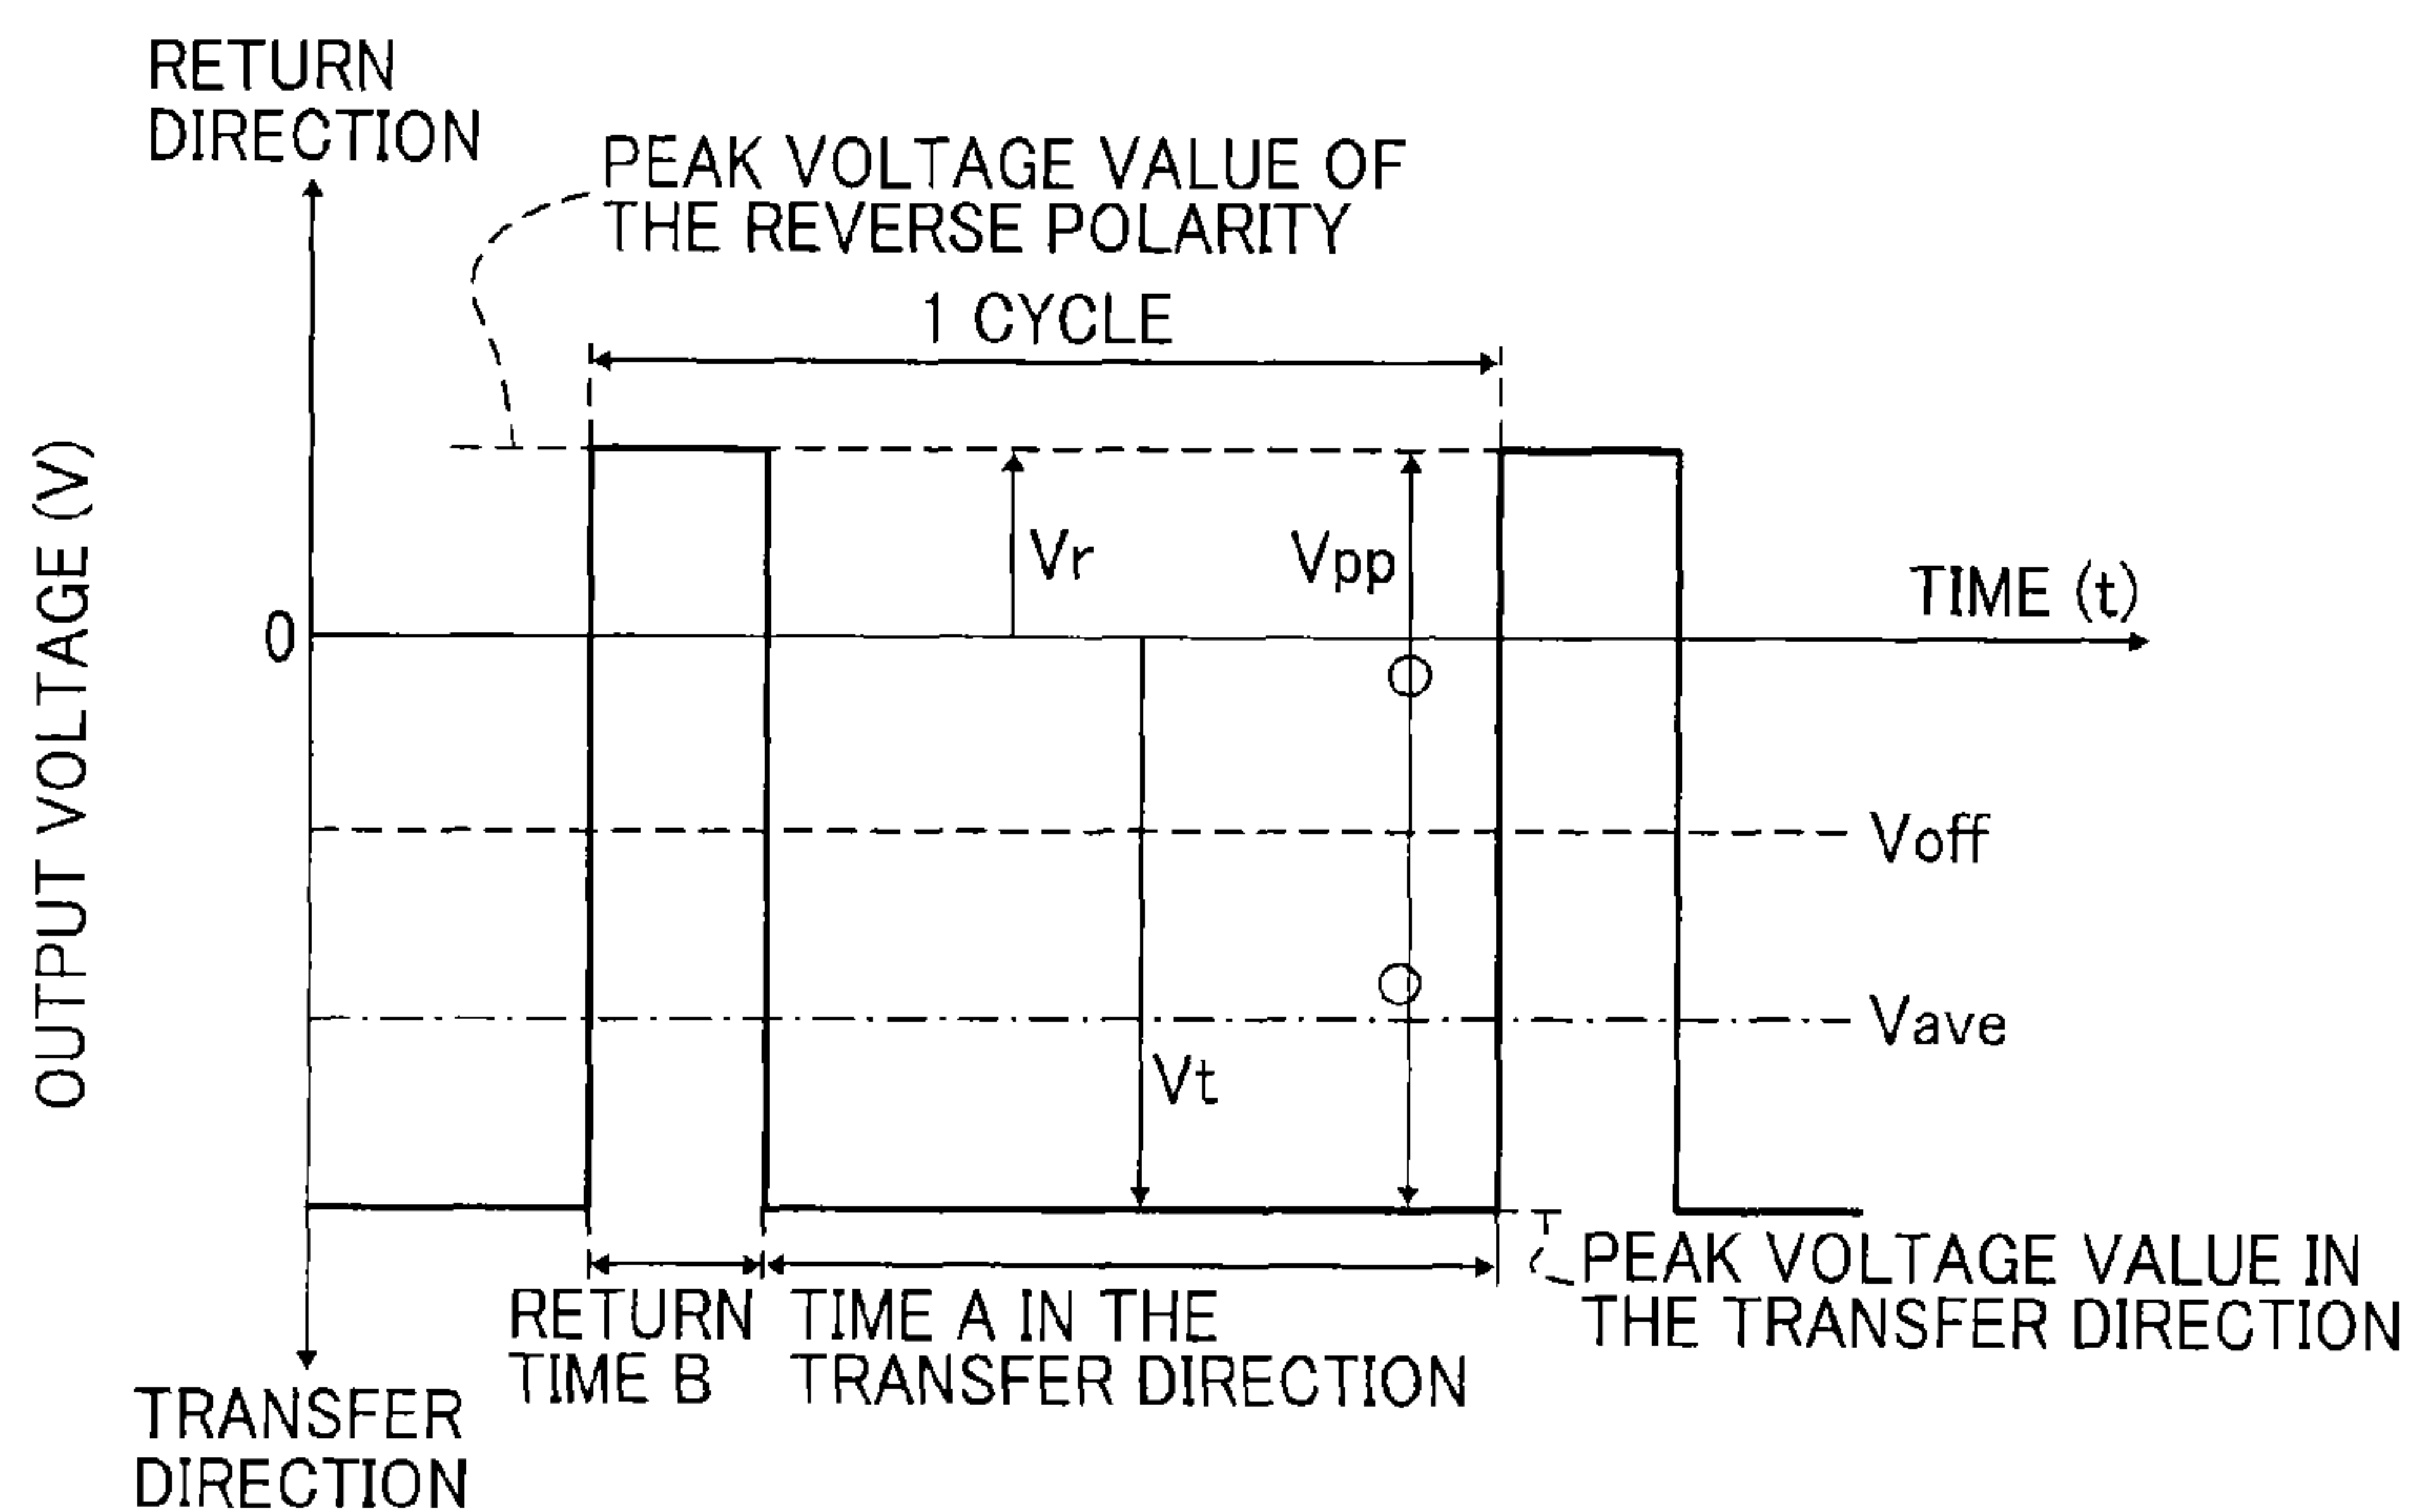 RETURN
DIRECTION
PEAK VOLTAGE VALUE OF
THE REVERSE POLARITY
1 CYCLE
OUTPUT VOLTAGE (V)
Vr
Vpp
TIME (t)
0
Voff
Vave
Vt
PEAK VOLTAGE VALUE IN
THE TRANSFER DIRECTION
RETURN
TIME B
TIME A IN THE
TRANSFER DIRECTION
TRANSFER
DIRECTION